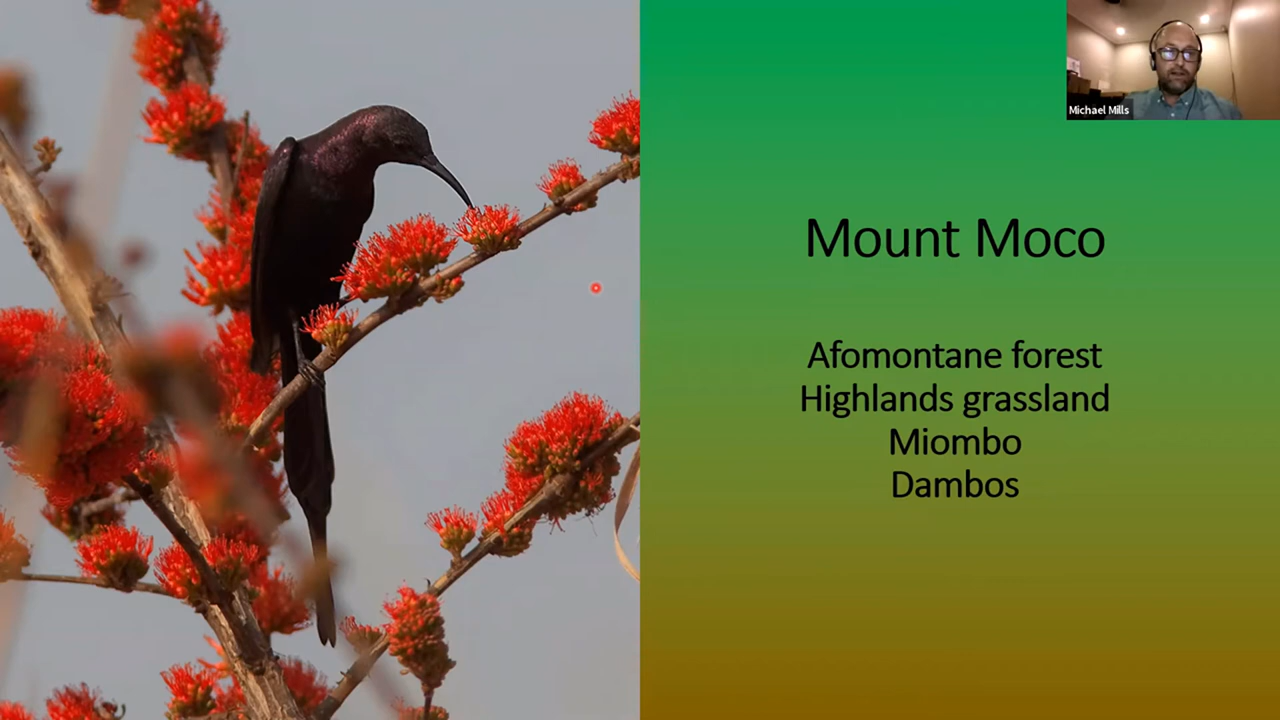 Michael Mills
Mount Moco
Afomontane forest
Highlands grassland
Miombo
Dambos